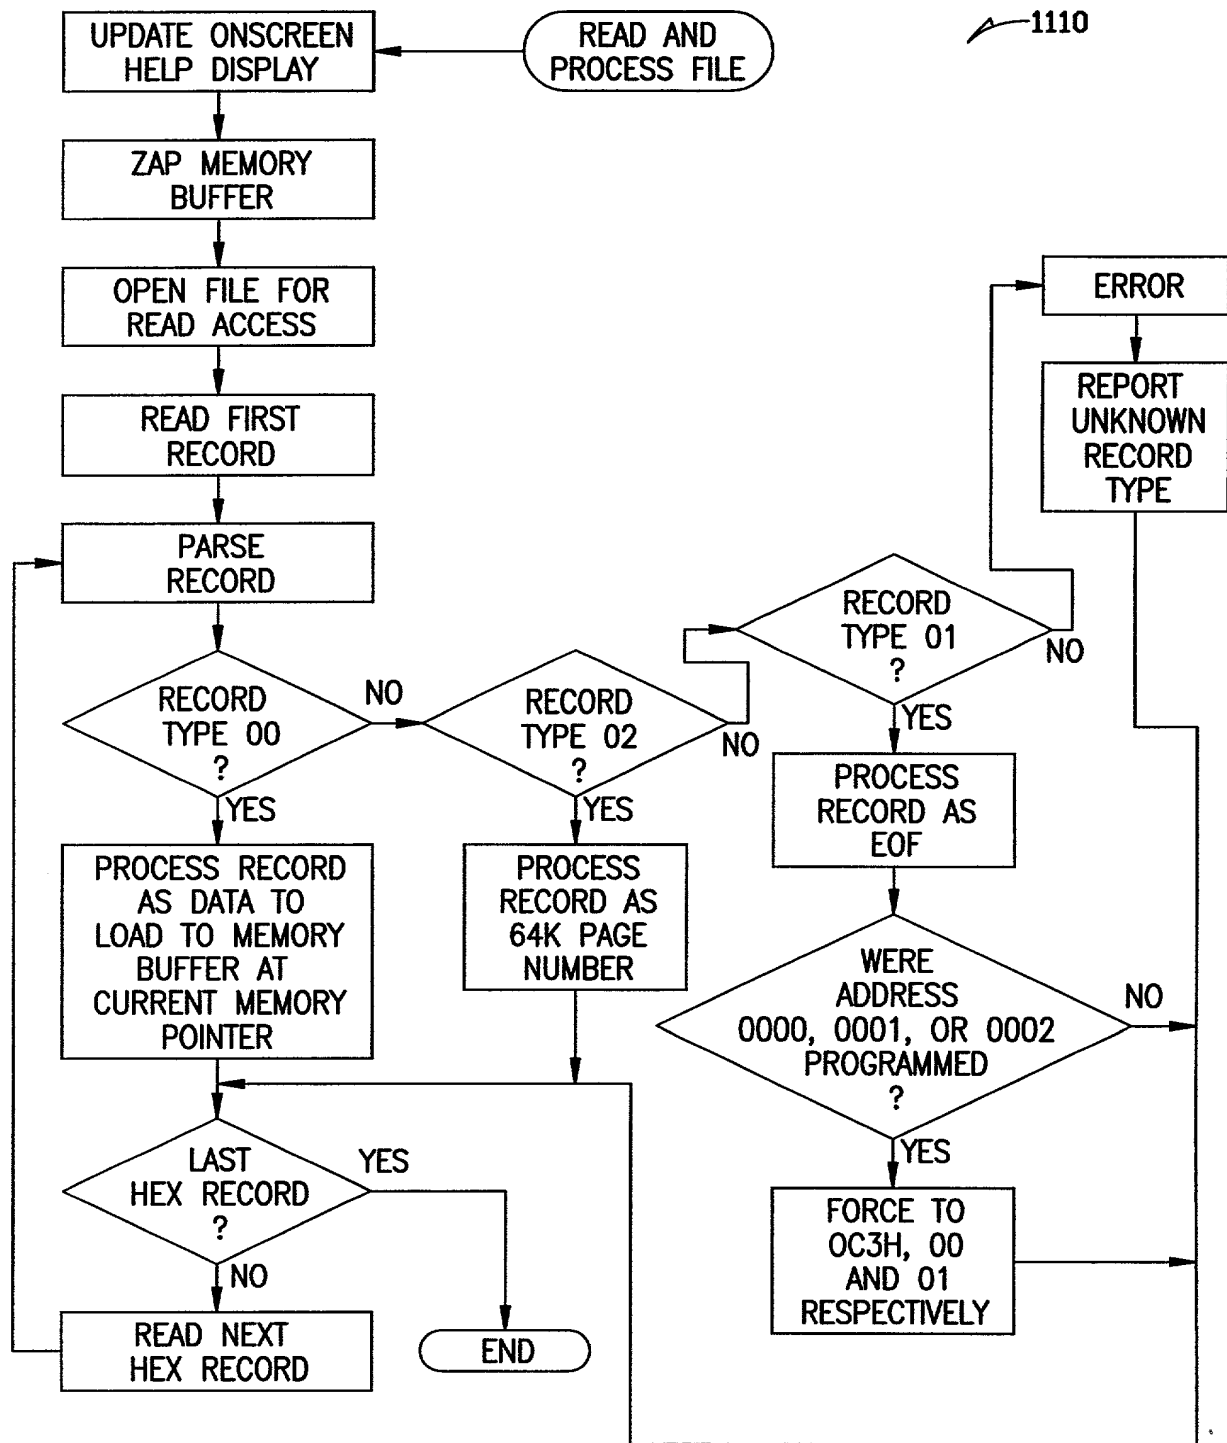 UPDATE ONSCREEN
HELP DISPLAY
READ AND
PROCESS FILE
1110
ZAP MEMORY
BUFFER
OPEN FILE FOR
READ ACCESS
ERROR
READ FIRST
RECORD
REPORT
UNKNOWN
RECORD
TYPE
PARSE
RECORD
RECORD
TYPE 00
?
NO
YES
RECORD
TYPE 02
?
NO
YES
RECORD
TYPE 01
?
NO
YES
PROCESS RECORD
AS DATA TO
LOAD TO MEMORY
BUFFER AT
CURRENT MEMORY
POINTER
PROCESS
RECORD AS
64K PAGE
NUMBER
PROCESS
RECORD AS
EOF
WERE
ADDRESS
0000, 0001, OR 0002
PROGRAMMED
?
NO
YES
LAST
HEX RECORD
?
YES
NO
FORCE TO
0C3H, 00
AND 01
RESPECTIVELY
READ NEXT
HEX RECORD
END